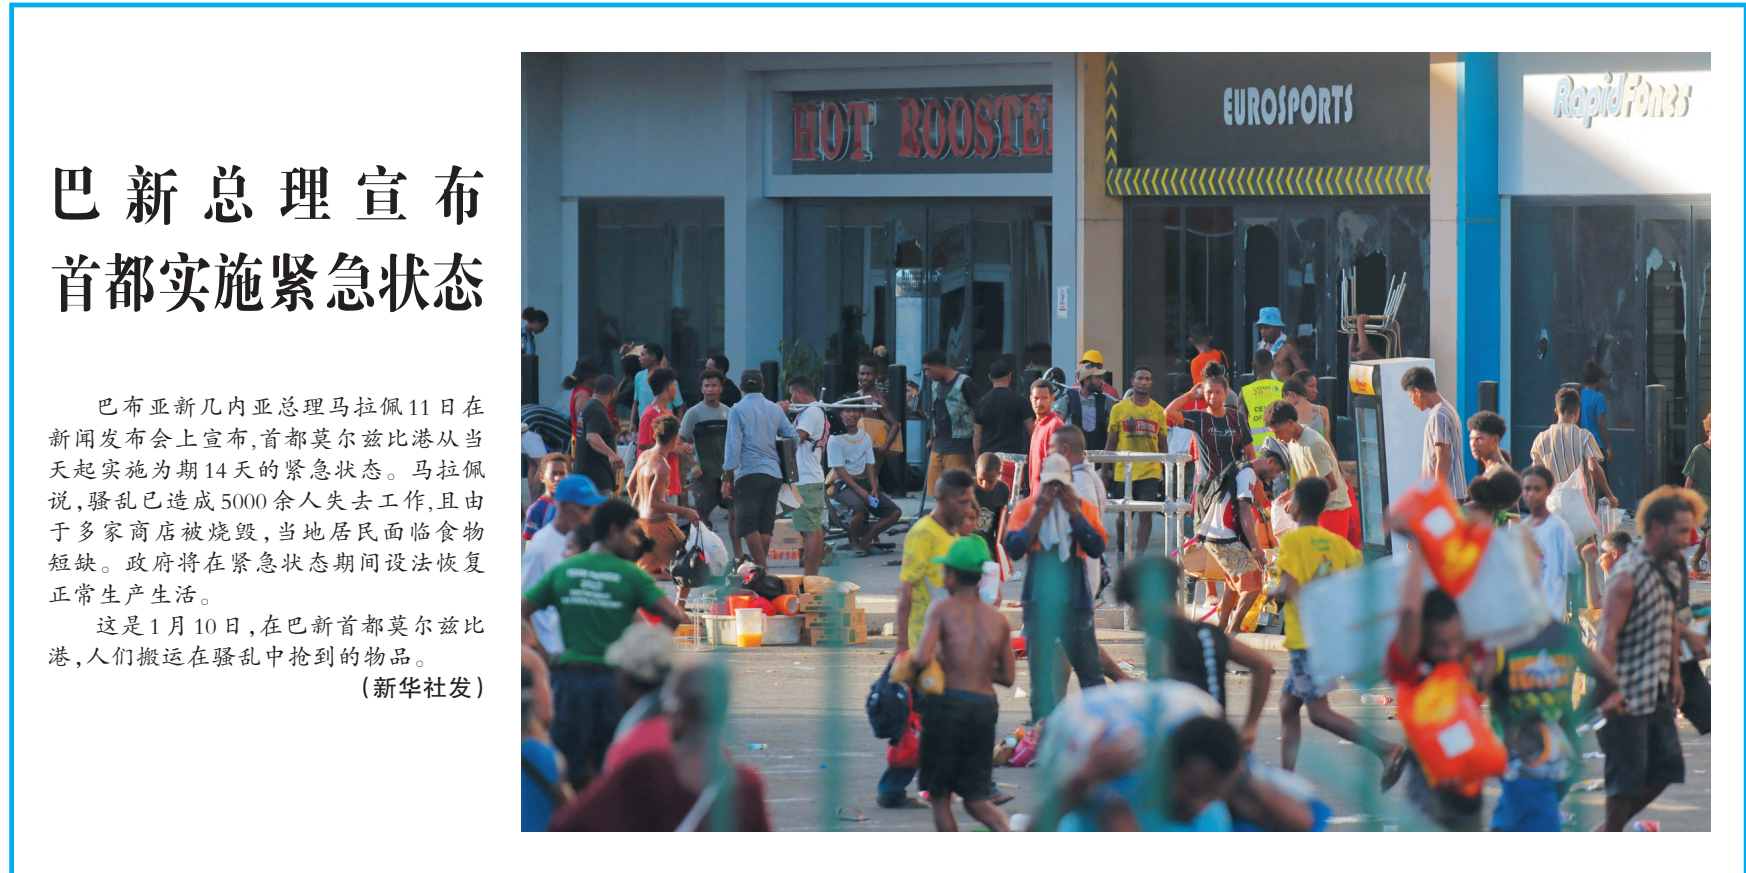 巴新总理宣布
首都实施紧急状态
巴布亚新几内亚总理马拉佩11日在
新闻发布会上宣布,首都莫尔兹比港从当
天起实施为期14天的紧急状态。马拉佩
说,骚乱已造成5000余人失去工作,且由
于多家商店被烧毁,当地居民面临食物
短缺。政府将在紧急状态期间设法恢复
正常生产生活。
这是1月10日,在巴新首都莫尔兹比
港,人们搬运在骚乱中抢到的物品。
(新华社发)
HOT ROOSTER
EUROSPORTS
RapidFones